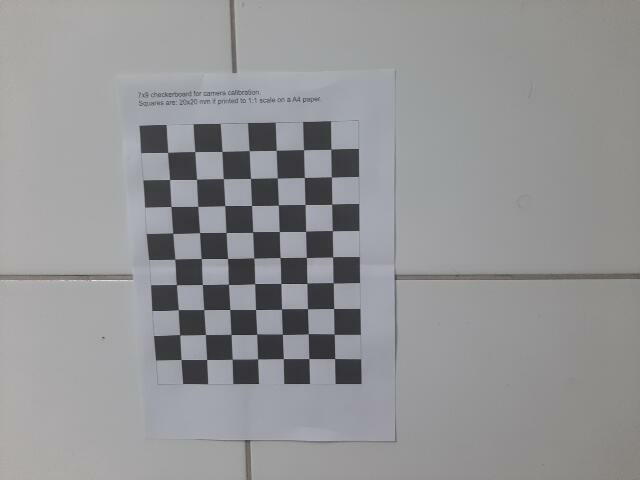 7x9 checkerboard for camera calibration.
Squares are: 20x20 mm if printed to 1:1 scale on a A4 paper.